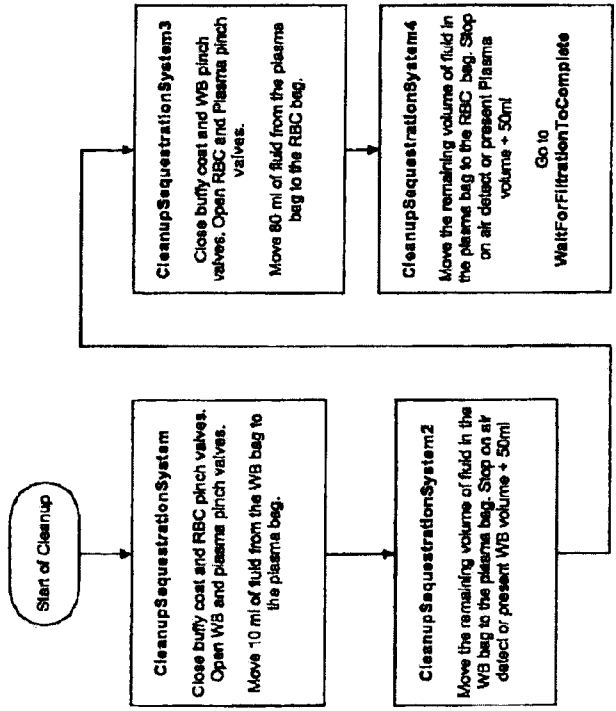 Start of Cleanup
CleanupSequestrationSystem
Close buffy coat and RBC pinch valves.
Open WB and plasma pinch valves.
Move 10 ml of fluid from the WB bag to
the plasma bag.
CleanupSequestrationSystem2
Move the remaining volume of fluid in the
WB bag to the plasma bag. Stop on air
detect or present WB volume + 50ml
CleanupSequestrationSystem3
Close buffy coat and WB pinch
valves. Open RBC and Plasma pinch
valves.
Move 80 ml of fluid from the plasma
bag to the RBC bag.
CleanupSequestrationSystem4
Move the remaining volume of fluid in
the plasma bag to the RBC bag. Stop
on air detect or present Plasma
volume + 50ml
Go to
WaitForFiltrationToComplete